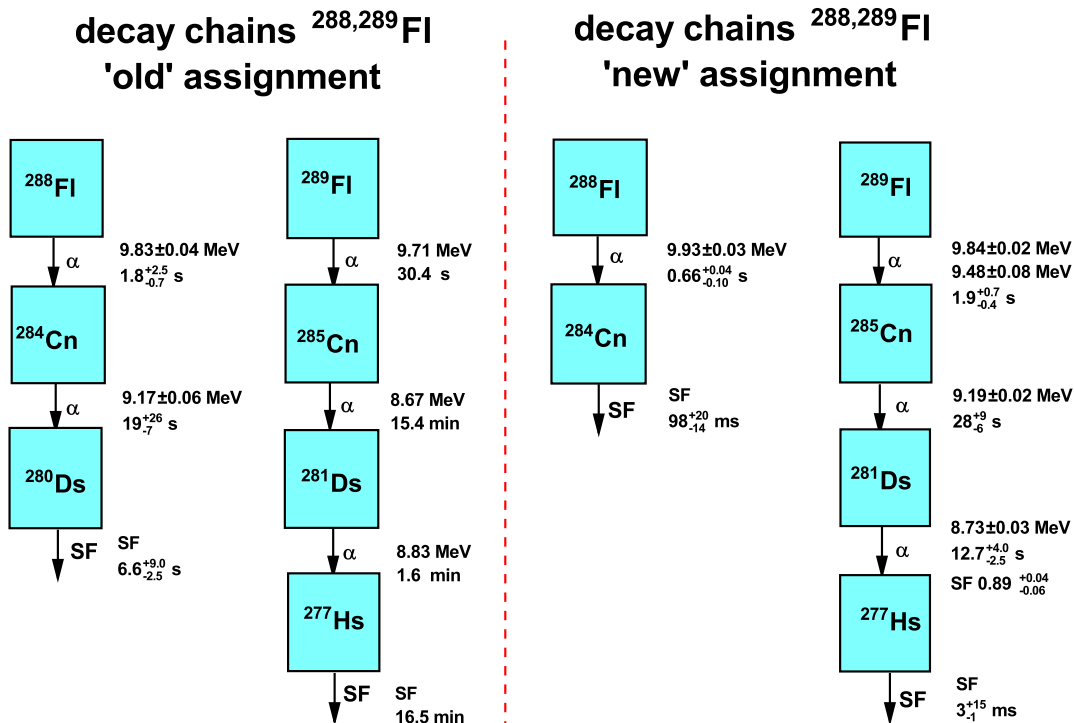 decay chains ²⁸⁸,²⁸⁹Fl
'old' assignment
²⁸⁸Fl
α
9.83±0.04 MeV
1.8 +2.5 -0.7 s
²⁸⁴Cn
α
9.17±0.06 MeV
19 +26 -7 s
²⁸⁰Ds
SF
SF
6.6 +9.0 -2.5 s
²⁸⁹Fl
α
9.71 MeV
30.4 s
²⁸⁵Cn
α
8.67 MeV
15.4 min
²⁸¹Ds
α
8.83 MeV
1.6 min
²⁷⁷Hs
SF
SF
16.5 min
decay chains ²⁸⁸,²⁸⁹Fl
'new' assignment
²⁸⁸Fl
α
9.93±0.03 MeV
0.66 +0.04 -0.10 s
²⁸⁴Cn
SF
SF
98 +20 -14 ms
²⁸⁹Fl
α
9.84±0.02 MeV
9.48±0.08 MeV
1.9 +0.7 -0.4 s
²⁸⁵Cn
α
9.19±0.02 MeV
28 +9 -6 s
²⁸¹Ds
α
8.73±0.03 MeV
12.7 +4.0 -2.5 s
SF 0.89 +0.04 -0.06
²⁷⁷Hs
SF
SF
3 +15 -1 ms